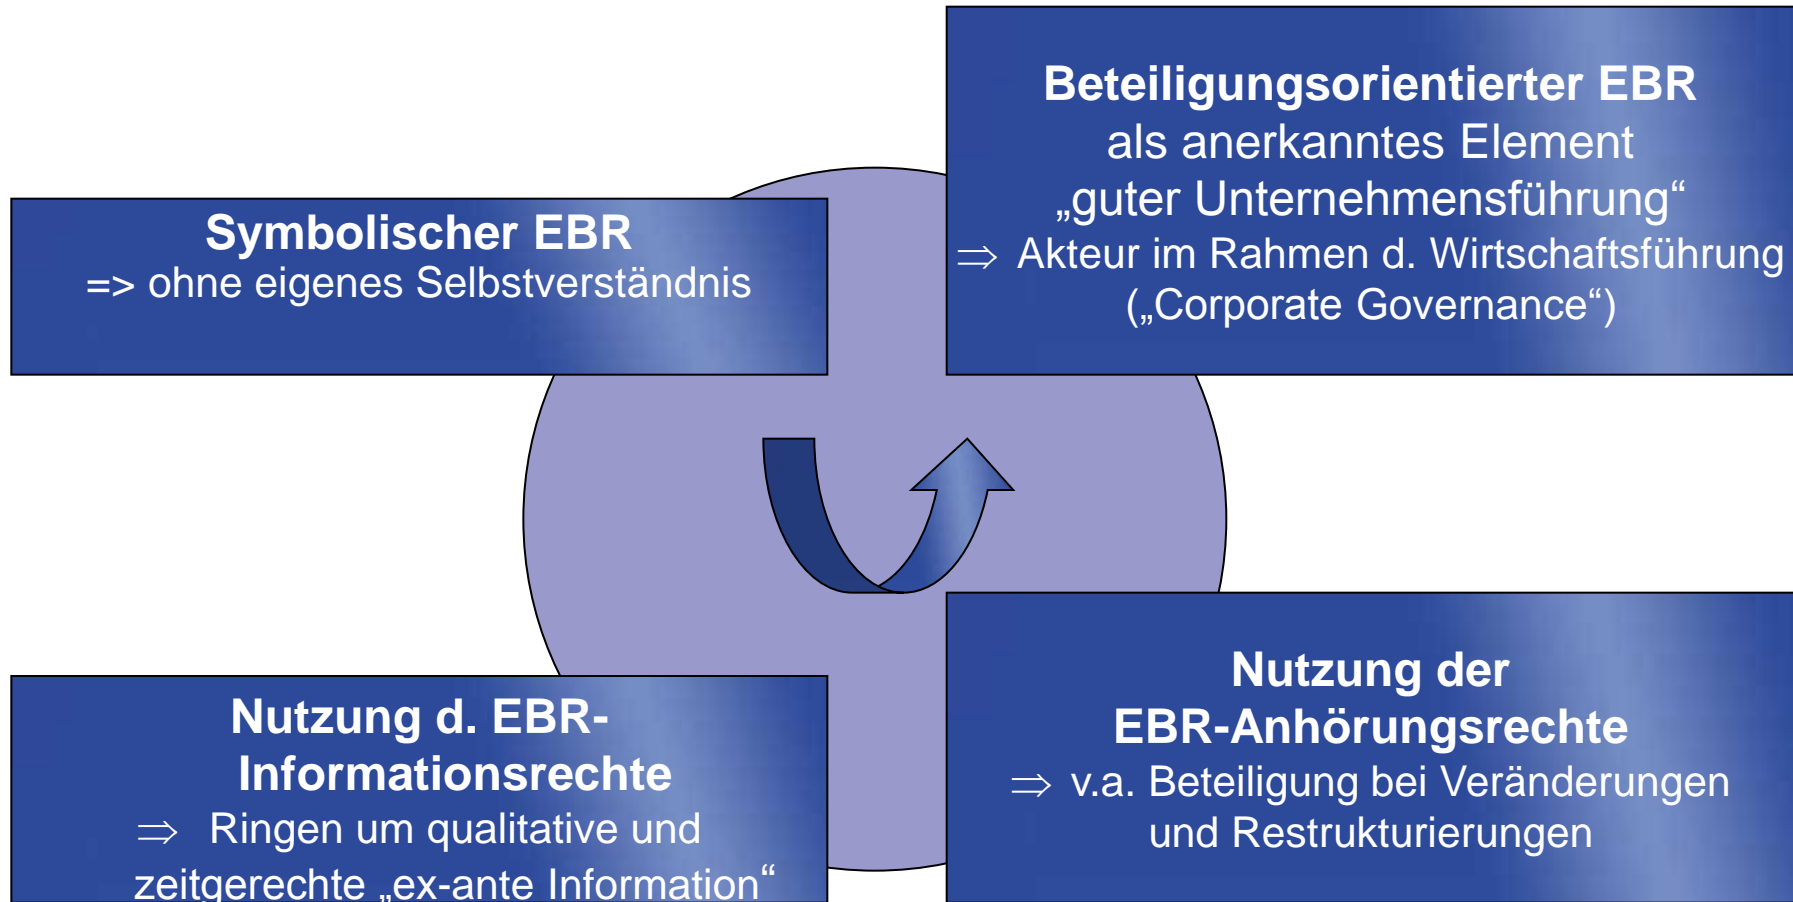 Symbolischer EBR
=> ohne eigenes Selbstverständnis
Beteiligungsorientierter EBR
als anerkanntes Element
„guter Unternehmensführung“
⇒ Akteur im Rahmen d. Wirtschaftsführung
(„Corporate Governance“)
Nutzung d. EBR-
Informationsrechte
⇒ Ringen um qualitative und
zeitgerechte „ex-ante Information“
Nutzung der
EBR-Anhörungsrechte
⇒ v.a. Beteiligung bei Veränderungen
und Restrukturierungen